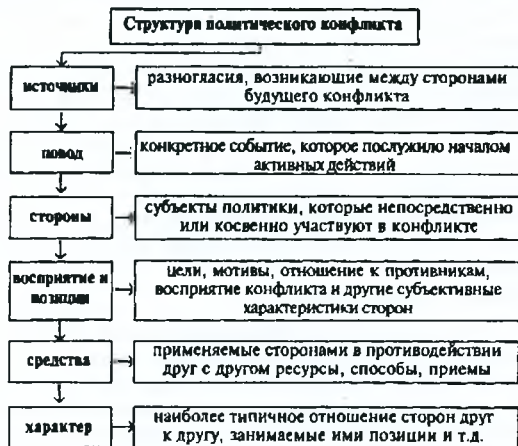 Структура политического конфликта
источники
разногласия, возникающие между сторонами
будущего конфликта
повод
конкретное событие, которое послужило началом
активных действий
стороны
субъекты политики, которые непосредственно
или косвенно участвуют в конфликте
восприятие и
позиции
цели, мотивы, отношение к противникам,
восприятие конфликта и другие субъективные
характеристики сторон
средства
применяемые сторонами в противодействии
друг с другом ресурсы, способы, приемы
характер
наиболее типичное отношение сторон друг
к другу, занимаемые ими позиции и т.д.